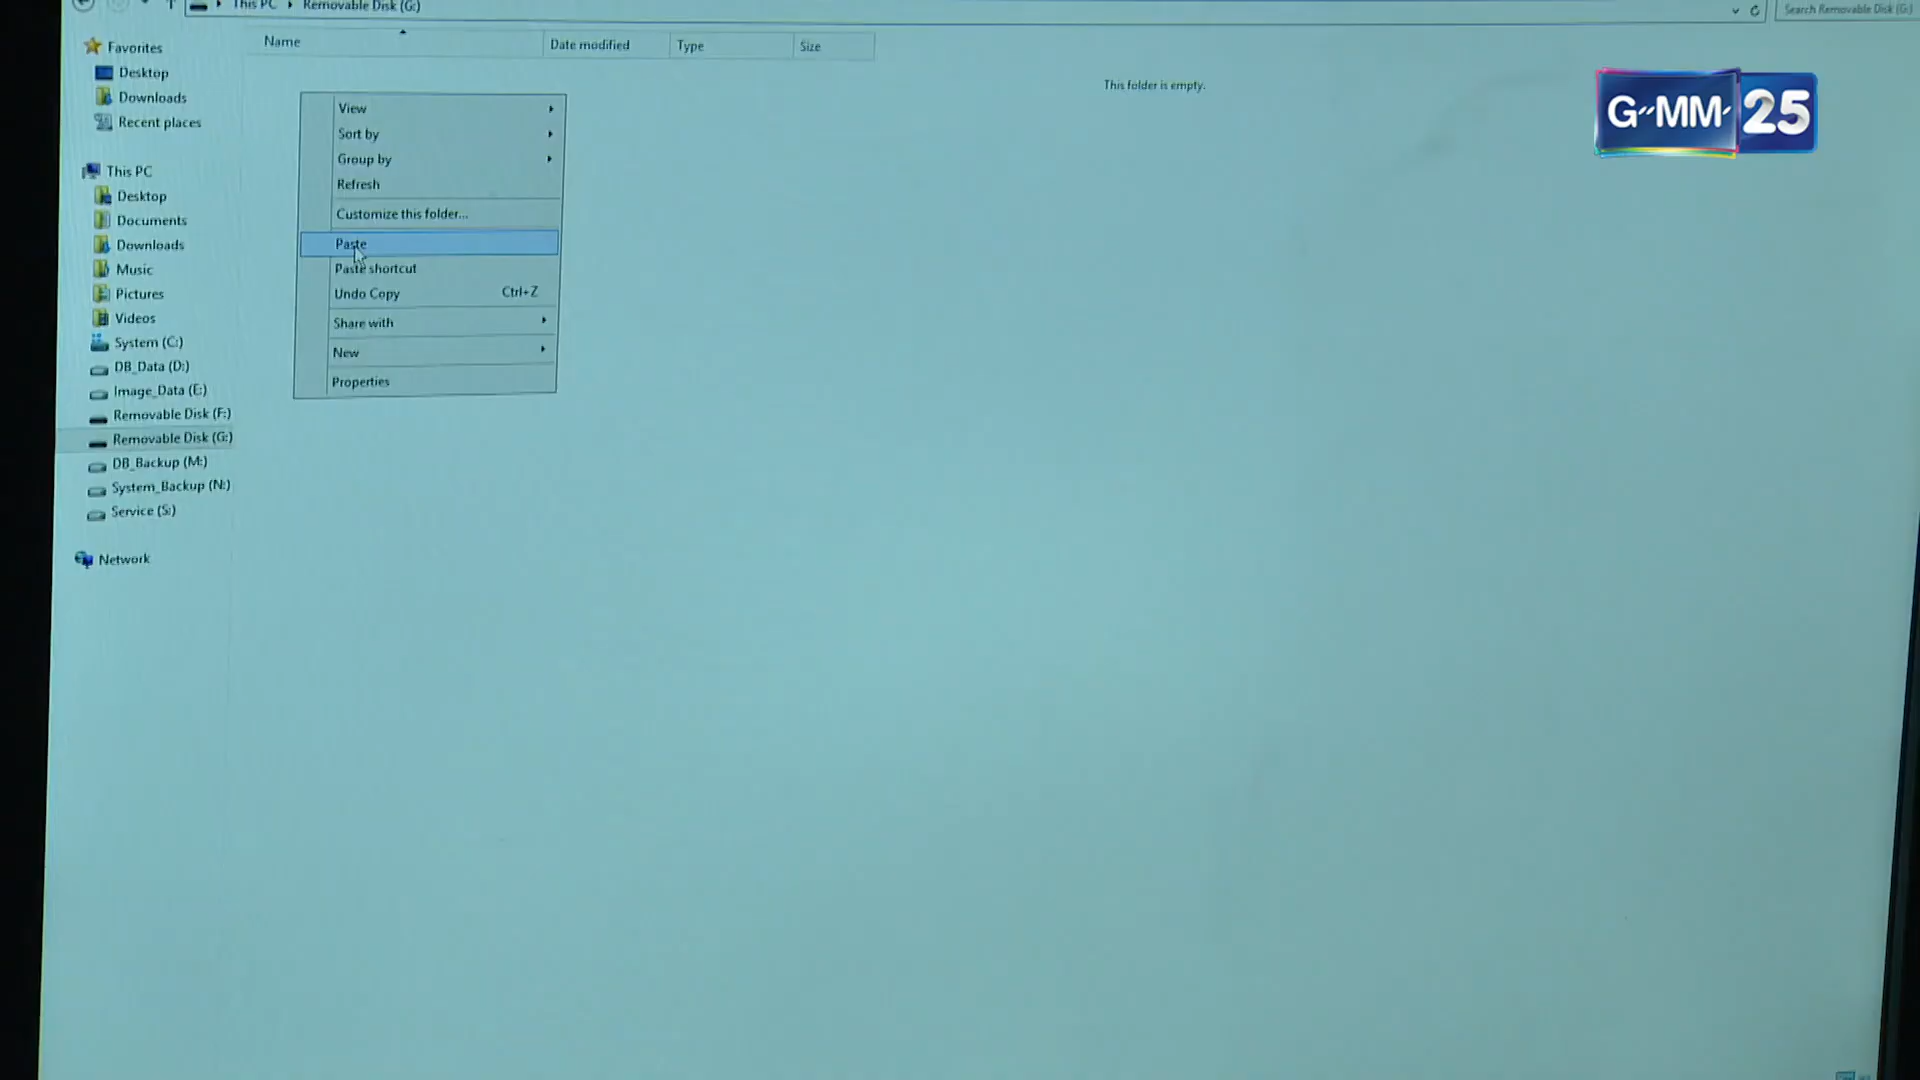 This PC Removable Disk (G:)
Search Removable Disk (G:)
Name
Date modified
Type
Size
This folder is empty.
Favorites
Desktop
Downloads
Recent places
This PC
Desktop
Documents
Downloads
Music
Pictures
Videos
System (C:)
DB_Data (D:)
Image_Data (E:)
Removable Disk (F:)
Removable Disk (G:)
DB_Backup (M:)
System_Backup (N:)
Service (S:)
Network
View
Sort by
Group by
Refresh
Customize this folder...
Paste
Paste shortcut
Undo Copy Ctrl+Z
Share with
New
Properties
GMM 25